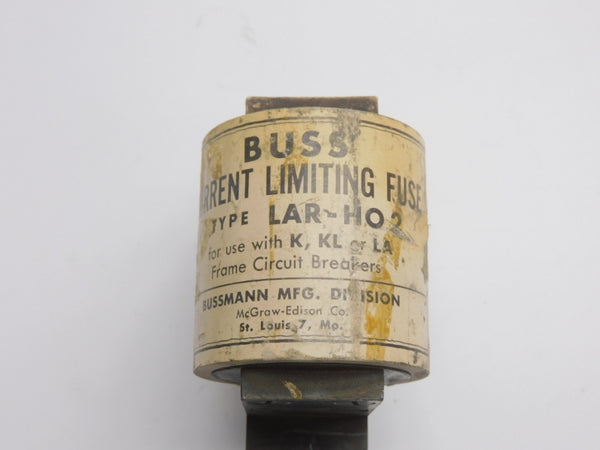 BUSS
RRENT LIMITING FUSE
TYPE LAR-HO2
for use with K, KL or LA
Frame Circuit Breakers
BUSSMANN MFG. DIVISION
McGraw-Edison Co.
St. Louis 7, Mo.